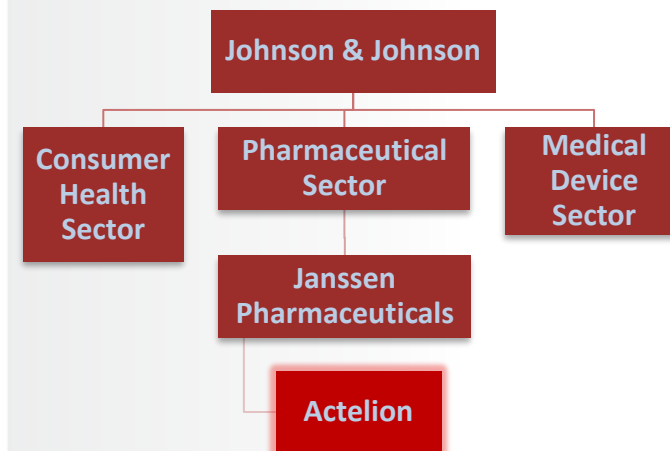 Johnson & Johnson
Consumer
Health
Sector
Pharmaceutical
Sector
Medical
Device
Sector
Janssen
Pharmaceuticals
Actelion